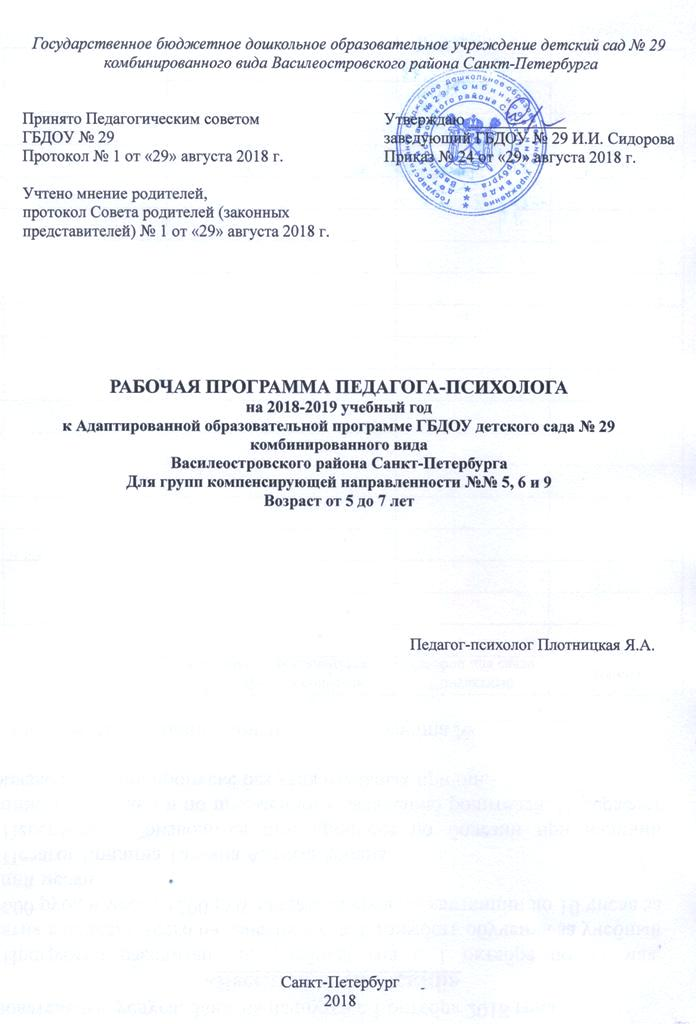 Государственное бюджетное дошкольное образовательное учреждение детский сад № 29
комбинированного вида Василеостровского района Санкт-Петербурга
Принято Педагогическим советом
ГБДОУ № 29
Протокол № 1 от «29» августа 2018 г.
Учтено мнение родителей,
протокол Совета родителей (законных
представителей) № 1 от «29» августа 2018 г.
Утверждаю
заведующий ГБДОУ № 29 И.И. Сидорова
Приказ № 24 от «29» августа 2018 г.
РАБОЧАЯ ПРОГРАММА ПЕДАГОГА-ПСИХОЛОГА
на 2018-2019 учебный год
к Адаптированной образовательной программе ГБДОУ детского сада № 29
комбинированного вида
Василеостровского района Санкт-Петербурга
Для групп компенсирующей направленности №№ 5, 6 и 9
Возраст от 5 до 7 лет
Педагог-психолог Плотницкая Я.А.
Санкт-Петербург
2018